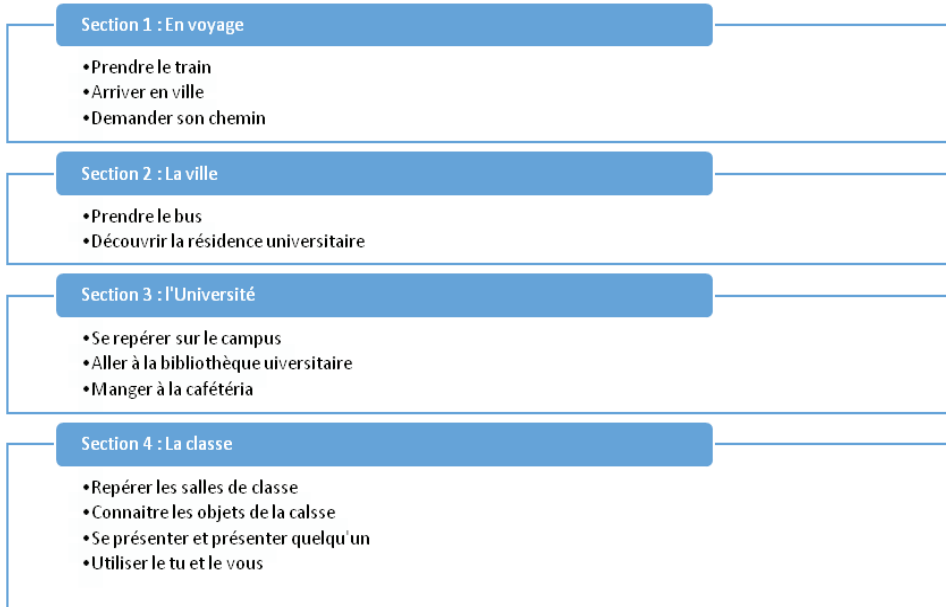 Section 1 : En voyage
•Prendre le train
•Arriver en ville
•Demander son chemin
Section 2 : La ville
•Prendre le bus
•Découvrir la résidence universitaire
Section 3 : l'Université
•Se repérer sur le campus
•Aller à la bibliothèque uiversitaire
•Manger à la cafétéria
Section 4 : La classe
•Repérer les salles de classe
•Connaitre les objets de la calsse
•Se présenter et présenter quelqu'un
•Utiliser le tu et le vous